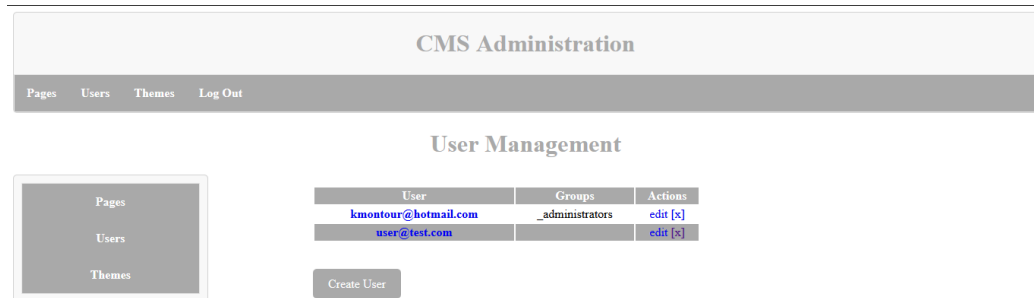 CMS Administration
Pages Users Themes Log Out
User Management
Pages
Users
Themes
User Groups Actions
kmontour@hotmail.com _administrators edit [x]
user@test.com edit [x]
Create User